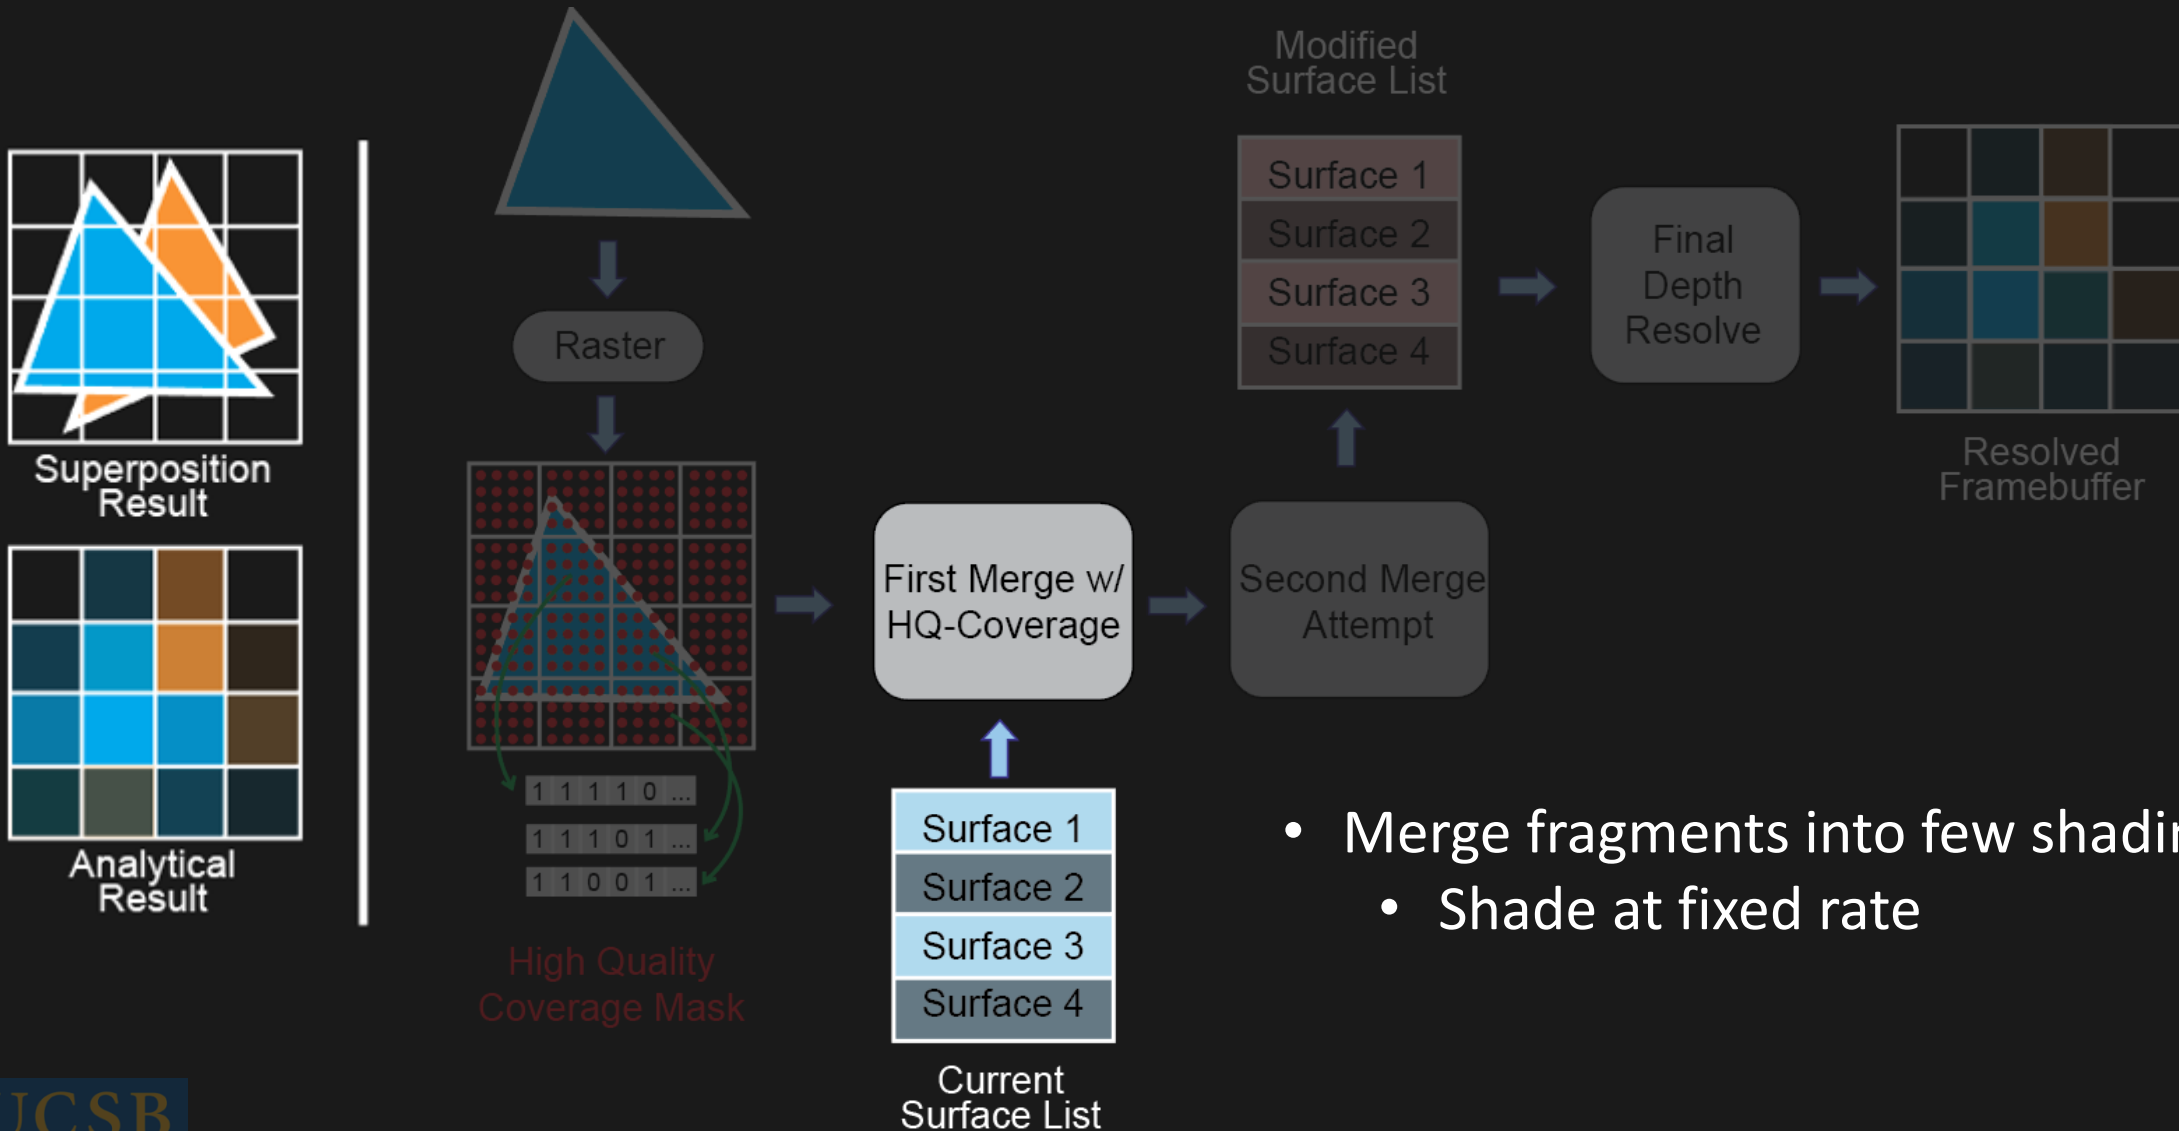 Superposition
Result
Analytical
Result
Raster
1 1 1 1 0 ...
1 1 1 0 1 ...
1 1 0 0 1 ...
High Quality
Coverage Mask
First Merge w/
HQ-Coverage
Surface 1
Surface 2
Surface 3
Surface 4
Current
Surface List
Second Merge
Attempt
Modified
Surface List
Surface 1
Surface 2
Surface 3
Surface 4
Final
Depth
Resolve
Resolved
Framebuffer
• Merge fragments into few
• Shade at fixed rate
UCSB